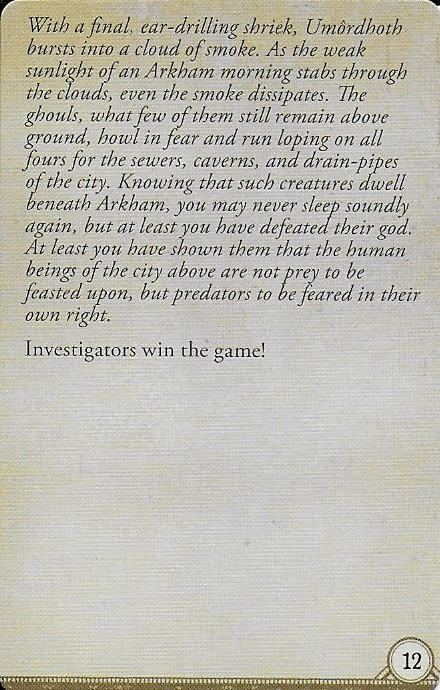 With a final, ear-drilling shriek, Umôrdhoth
bursts into a cloud of smoke. As the weak
sunlight of an Arkham morning stabs through
the clouds, even the smoke dissipates. The
ghouls, what few of them still remain above
ground, howl in fear and run loping on all
fours for the sewers, caverns, and drain-pipes
of the city. Knowing that such creatures dwell
beneath Arkham, you may never sleep soundly
again, but at least you have defeated their god.
At least you have shown them that the human
beings of the city above are not prey to be
feasted upon, but predators to be feared in their
own right.
Investigators win the game!
12